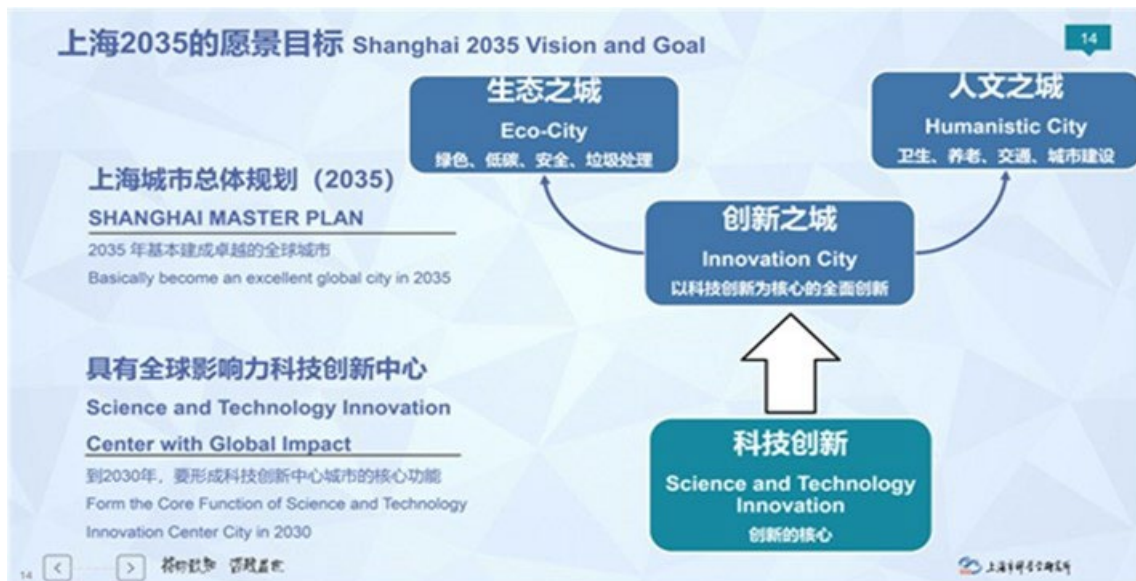 上海2035的愿景目标 Shanghai 2035 Vision and Goal
14
生态之城
Eco-City
绿色、低碳、安全、垃圾处理
人文之城
Humanistic City
卫生、养老、交通、城市建设
上海城市总体规划（2035）
SHANGHAI MASTER PLAN
2035 年基本建成卓越的全球城市
Basically become an excellent global city in 2035
创新之城
Innovation City
以科技创新为核心的全面创新
具有全球影响力科技创新中心
Science and Technology Innovation
Center with Global Impact
到2030年，要形成科技创新中心城市的核心功能
Form the Core Function of Science and Technology
Innovation Center City in 2030
科技创新
Science and Technology
Innovation
创新的核心
14
上海市科学学研究所